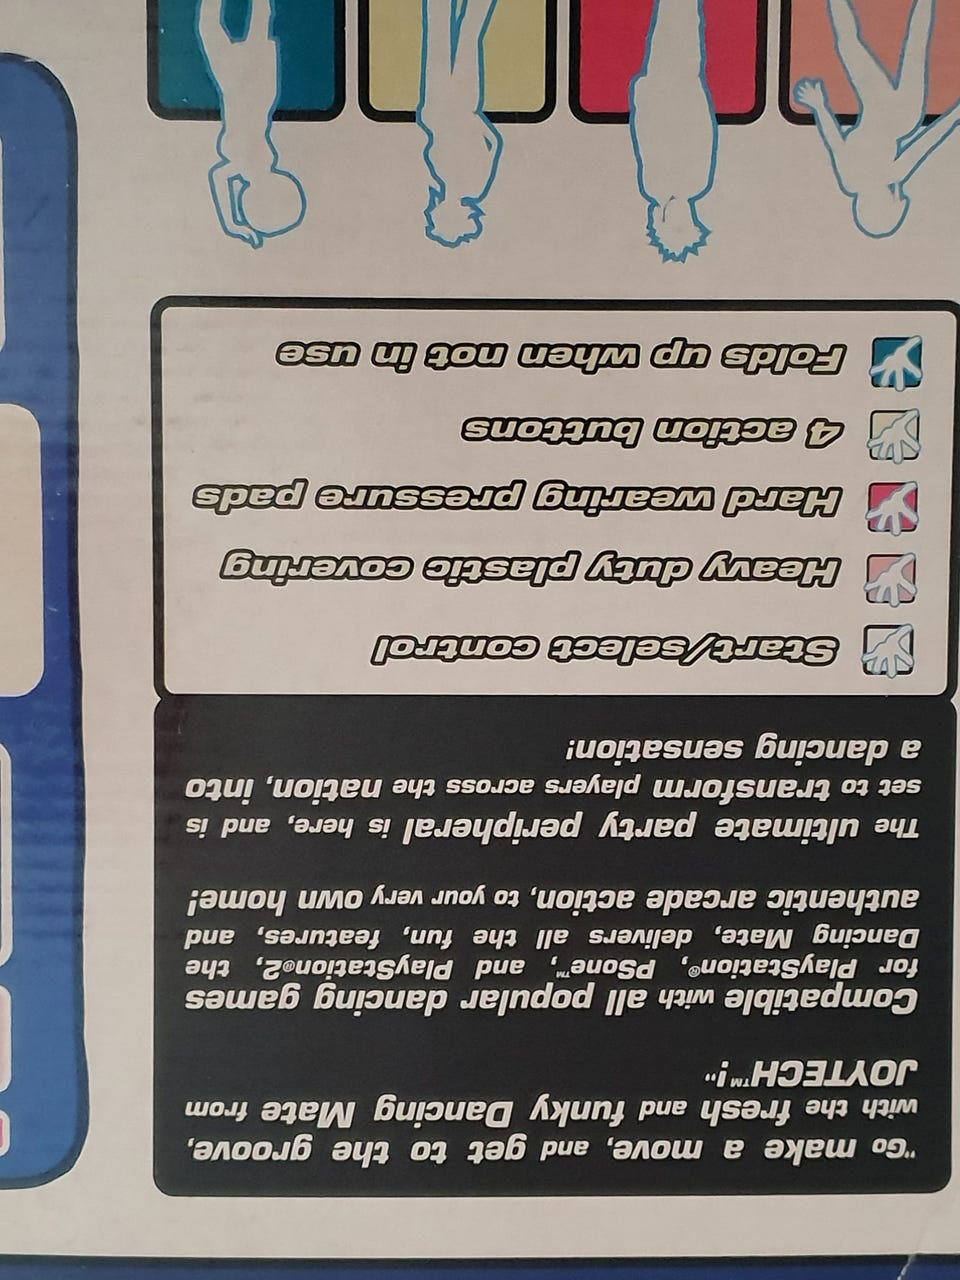 "Go make a move, and get to the groove,
with the fresh and funky Dancing Mate from
JOYTECH™!"
Compatible with all popular dancing games
for PlayStation®, PSone™, and PlayStation®2, the
Dancing Mate, delivers all the fun, features, and
authentic arcade action, to your very own home!
The ultimate party peripheral is here, and is
set to transform players across the nation, into
a dancing sensation!
Start/select control
Heavy duty plastic covering
Hard wearing pressure pads
4 action buttons
Folds up when not in use